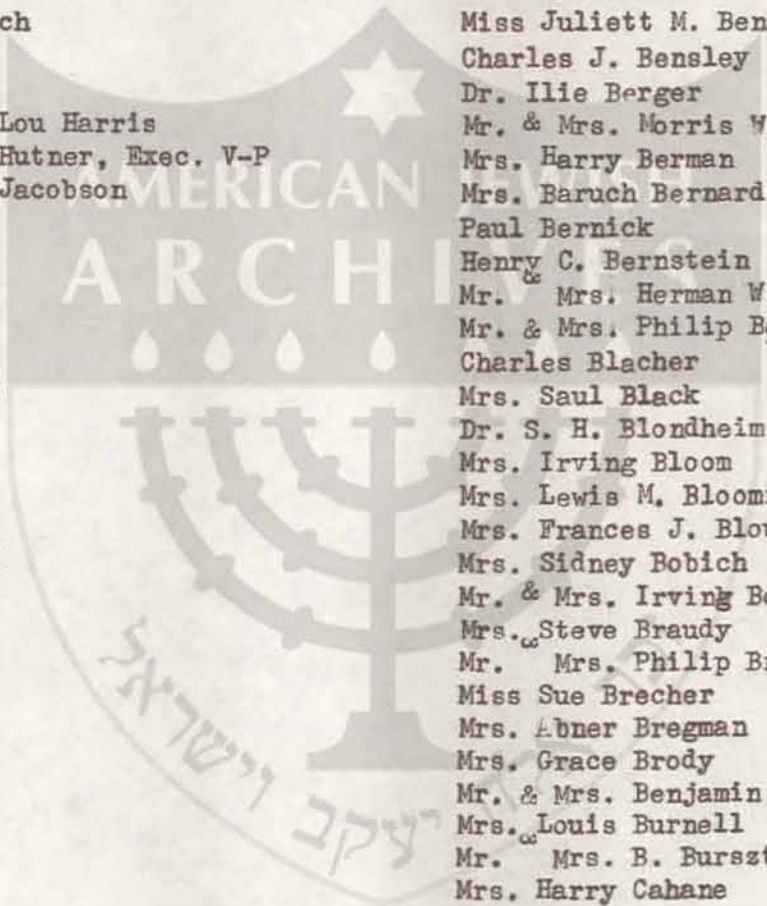 ch
Lou Harris
Hutner, Exec. V-P
Jacobson
Miss Juliett M. Ben
Charles J. Bensley
Dr. Ilie Berger
Mr. & Mrs. Morris W
Mrs. Harry Berman
Mrs. Baruch Bernard
Paul Bernick
Henry C. Bernstein
Mr. & Mrs. Herman W
Mr. & Mrs. Philip Be
Charles Blacher
Mrs. Saul Black
Dr. S. H. Blondheim
Mrs. Irving Bloom
Mrs. Lewis M. Bloom
Mrs. Frances J. Blou
Mrs. Sidney Bobich
Mr. & Mrs. Irving Bo
Mrs. Steve Braudy
Mr. & Mrs. Philip Br
Miss Sue Brecher
Mrs. Abner Bregman
Mrs. Grace Brody
Mr. & Mrs. Benjamin
Mrs. Louis Burnell
Mr. & Mrs. B. Burszt
Mrs. Harry Cahane
AMERICAN JEWISH
ARCHIVES
יעקב וישראל